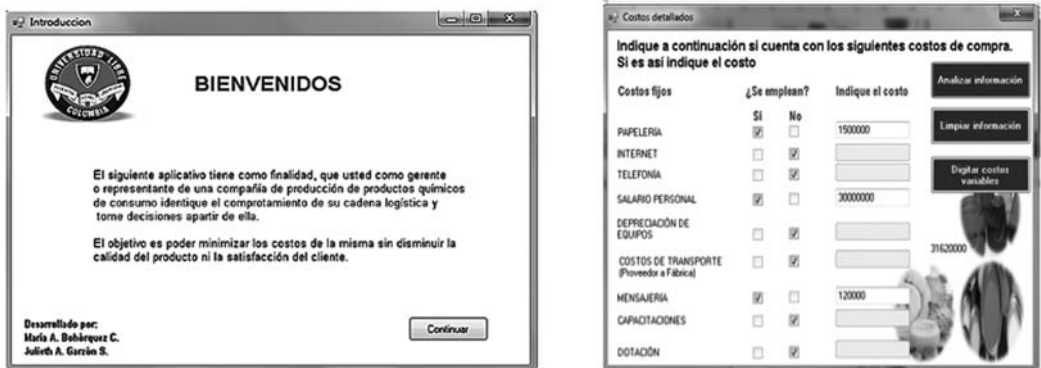 Introduccion
UNIVERSIDAD LIBRE
COLOMBIA
BIENVENIDOS
El siguiente aplicativo tiene como finalidad, que usted como gerente
o representante de una compañía de producción de productos químicos
de consumo identique el comprotamiento de su cadena logística y
tome decisiones apartir de ella.
El objetivo es poder minimizar los costos de la misma sin disminuir la
calidad del producto ni la satisfacción del cliente.
Desarrollado por:
Maria A. Bohòrquez C.
Julieth A. Garzòn S.
Continuar
Costos detallados
Indique a continuación si cuenta con los siguientes costos de compra.
Si es así indique el costo
Costos fijos ¿Se emplean? Indique el costo
Si No
PAPELERÍA 1500000
INTERNET
TELEFONÍA
SALARIO PERSONAL 30000000
DEPRECIACIÓN DE
EQUIPOS
COSTOS DE TRANSPORTE
(Proveedor a Fábrica)
MENSAJERÍA 120000
CAPACITACIONES
DOTACIÓN
Analizar información
Limpiar información
Digitar costos
variables
31620000